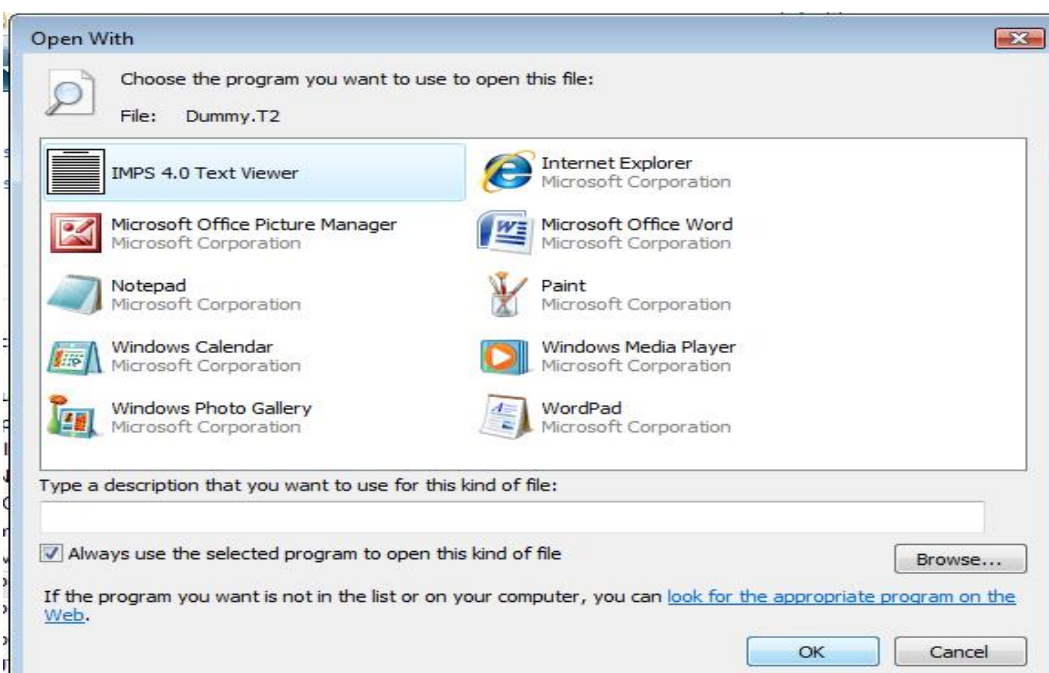 Open With
Choose the program you want to use to open this file:
File: Dummy.T2
IMPS 4.0 Text Viewer
Internet Explorer
Microsoft Corporation
Microsoft Office Picture Manager
Microsoft Corporation
Microsoft Office Word
Microsoft Corporation
Notepad
Microsoft Corporation
Paint
Microsoft Corporation
Windows Calendar
Microsoft Corporation
Windows Media Player
Microsoft Corporation
Windows Photo Gallery
Microsoft Corporation
WordPad
Microsoft Corporation
Type a description that you want to use for this kind of file:
Always use the selected program to open this kind of file
Browse...
If the program you want is not in the list or on your computer, you can look for the appropriate program on the
Web.
OK
Cancel